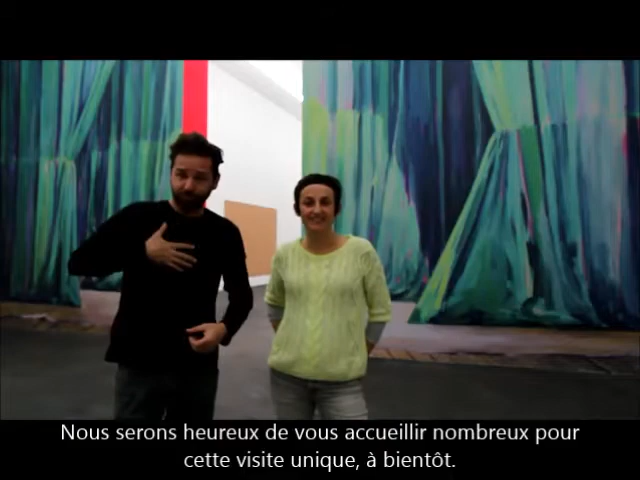 Nous serons heureux de vous accueillir nombreux pour
cette visite unique, à bientôt.